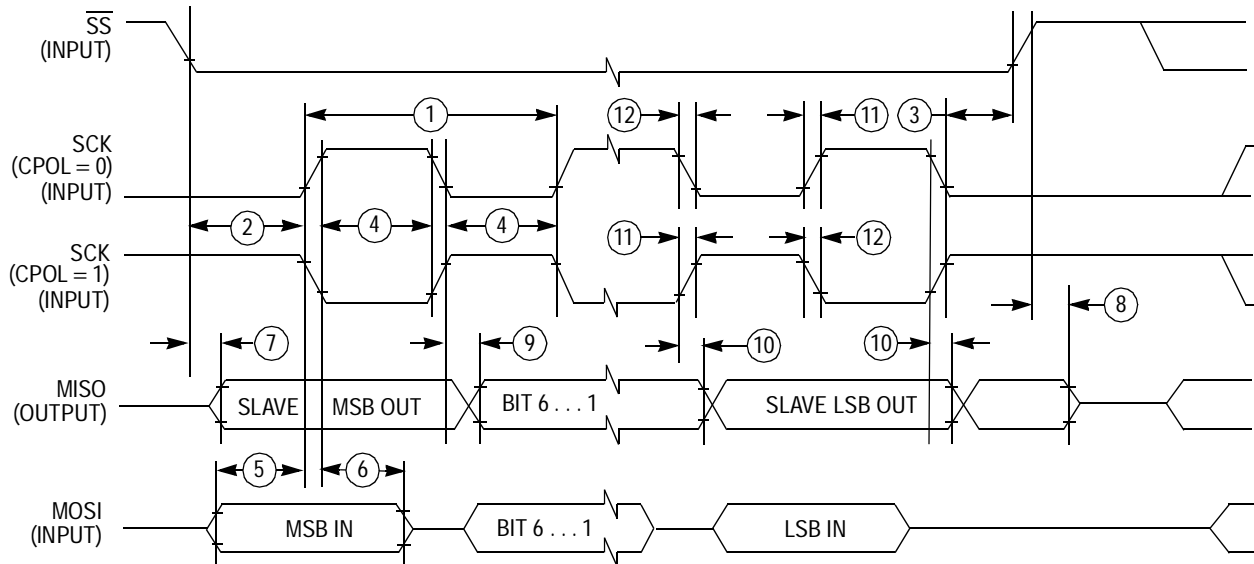 SS
(INPUT)
1
12
11
3
SCK
(CPOL = 0)
(INPUT)
2
4
4
SCK
(CPOL = 1)
(INPUT)
11
12
8
7
9
10
10
MISO
(OUTPUT)
SLAVE MSB OUT
BIT 6 . . . 1
SLAVE LSB OUT
5
6
MOSI
(INPUT)
MSB IN
BIT 6 . . . 1
LSB IN